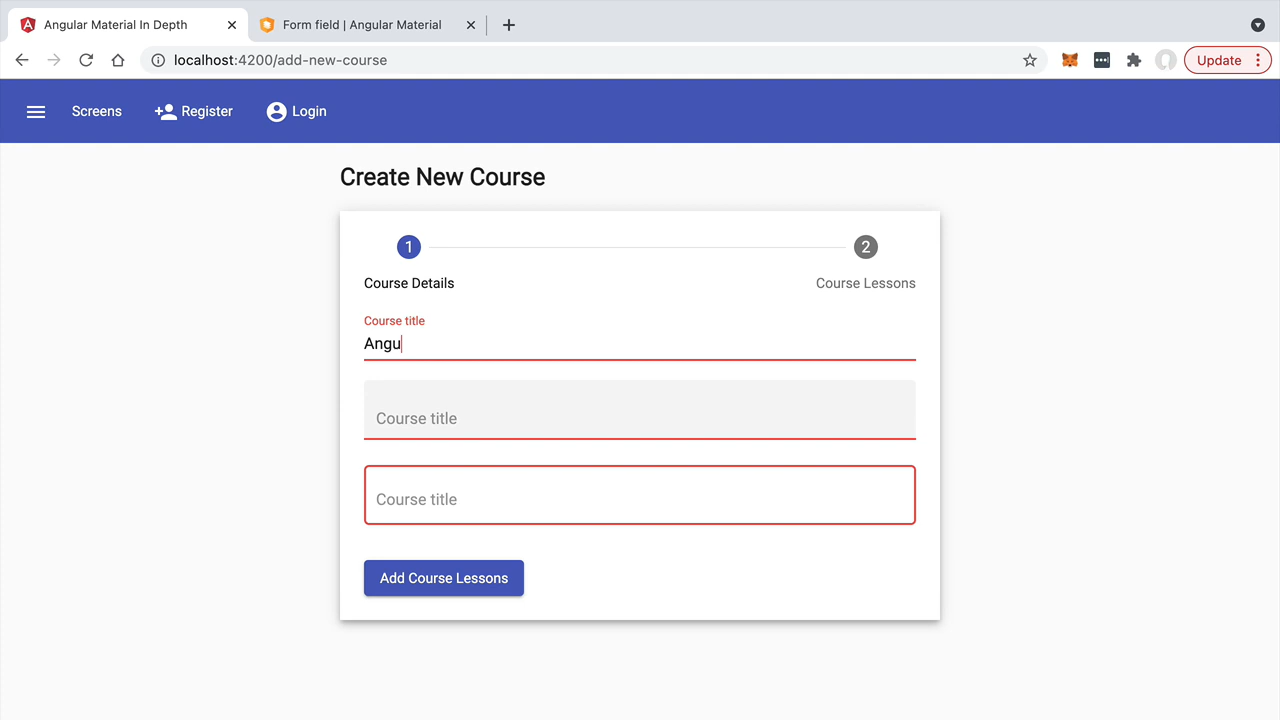 Angular Material In Depth
Form field | Angular Material
localhost:4200/add-new-course
Update
Screens
Register
Login
Create New Course
1
2
Course Details
Course Lessons
Course title
Angu
Course title
Course title
Add Course Lessons